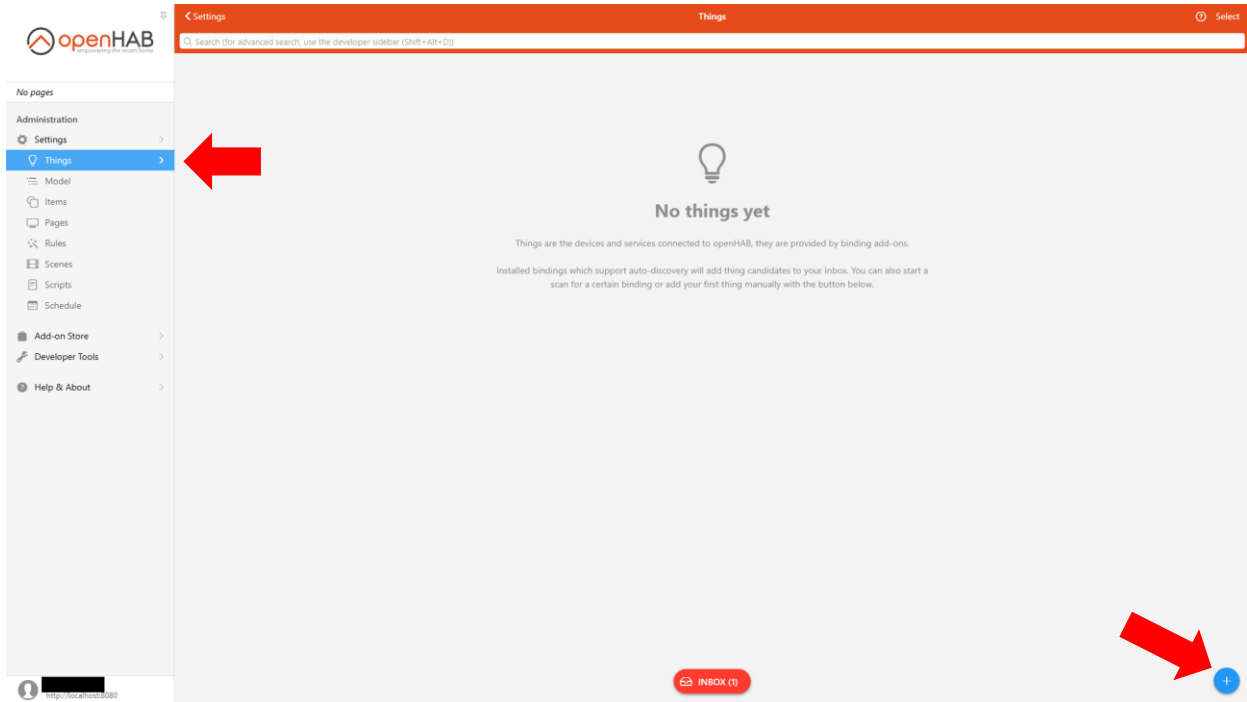 openHAB
empowering the smart home
No pages
Administration
Settings
Things
Model
Items
Pages
Rules
Scenes
Scripts
Schedule
Add-on Store
Developer Tools
Help & About
http://localhost:8080
Settings
Things
Select
Search (for advanced search, use the developer sidebar (Shift+Alt+D))
No things yet
Things are the devices and services connected to openHAB, they are provided by binding add-ons.
Installed bindings which support auto-discovery will add thing candidates to your Inbox. You can also start a
scan for a certain binding or add your first thing manually with the button below.
INBOX (1)